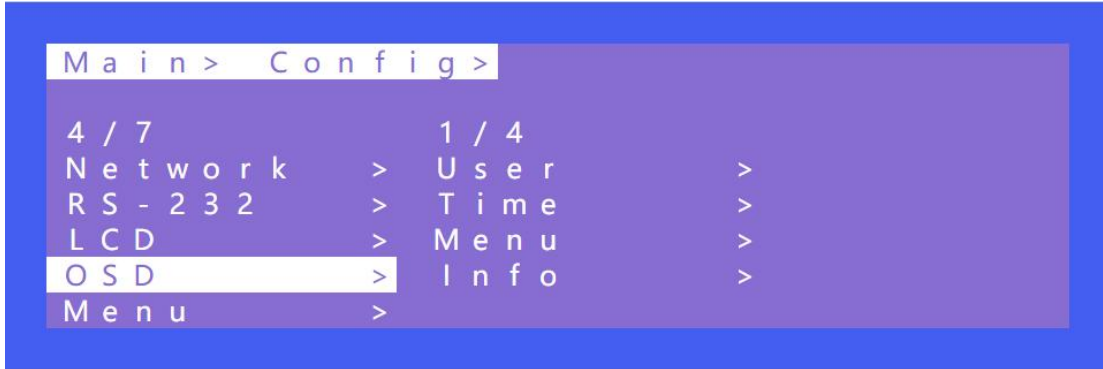 Main> Config>
4/7 1/4
Network > User >
RS-232 > Time >
LCD > Menu >
OSD > Info >
Menu >